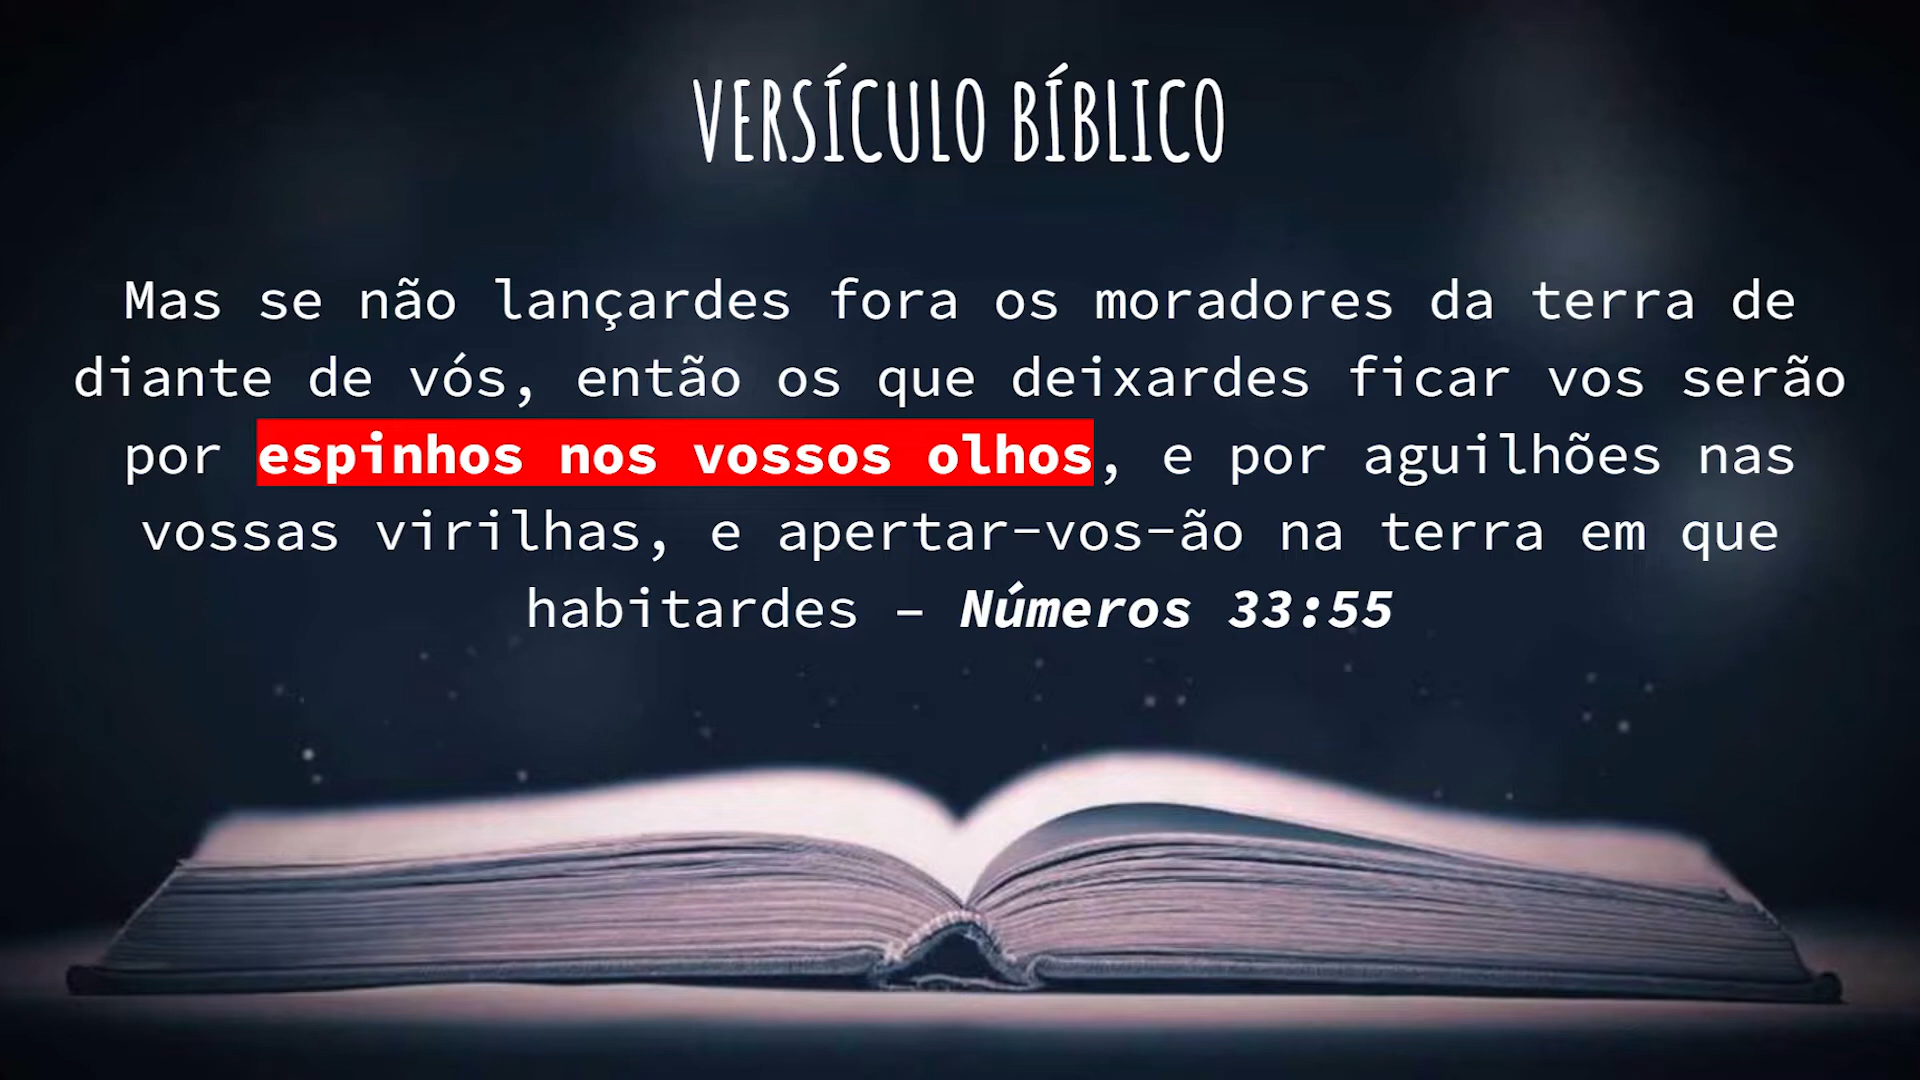 VERSÍCULO BÍBLICO
Mas se não lançardes fora os moradores da terra de
diante de vós, então os que deixardes ficar vos serão
por espinhos nos vossos olhos, e por aguilhões nas
vossas virilhas, e apertar-vos-ão na terra em que
habitardes – Números 33:55